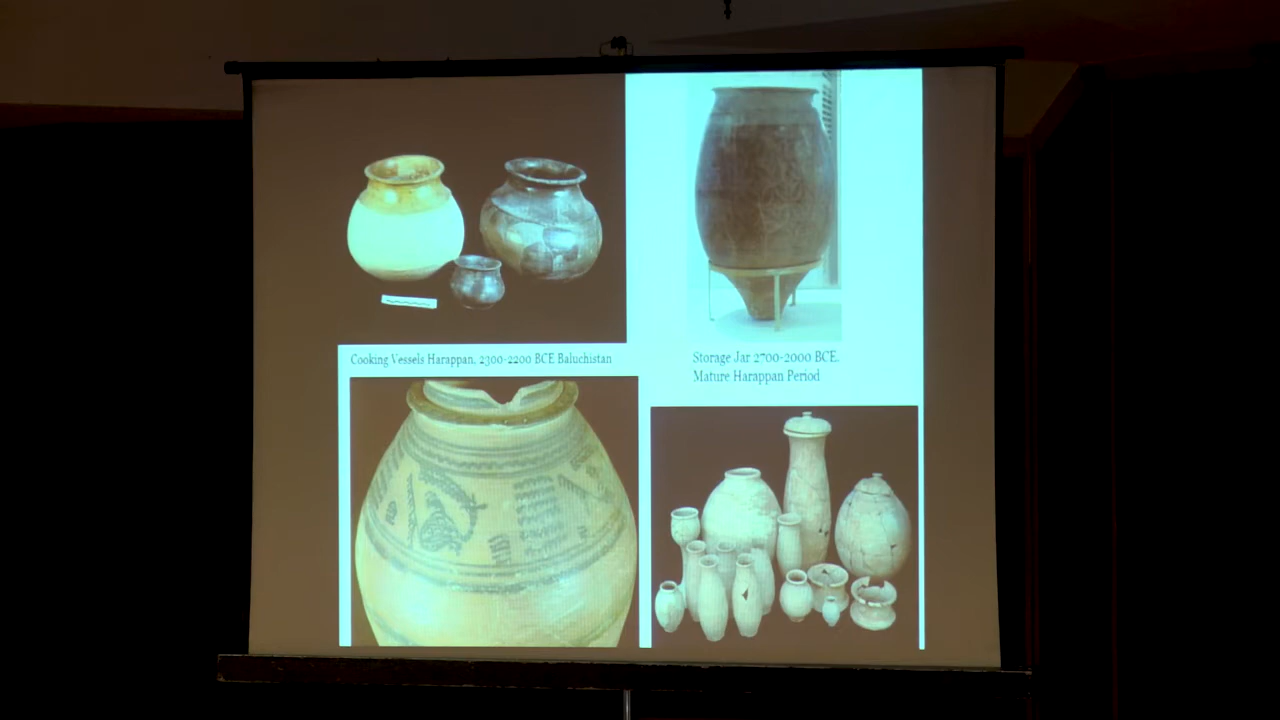 Cooking Vessels Harappan, 2300-2200 BCE Baluchistan
Storage Jar 2700-2000 BCE.
Mature Harappan Period